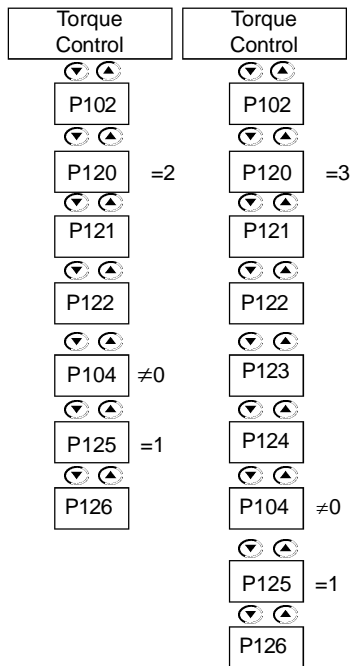 Torque
Control
P102
P120 =2
P121
P122
P104 ≠0
P125 =1
P126
Torque
Control
P102
P120 =3
P121
P122
P123
P124
P104 ≠0
P125 =1
P126